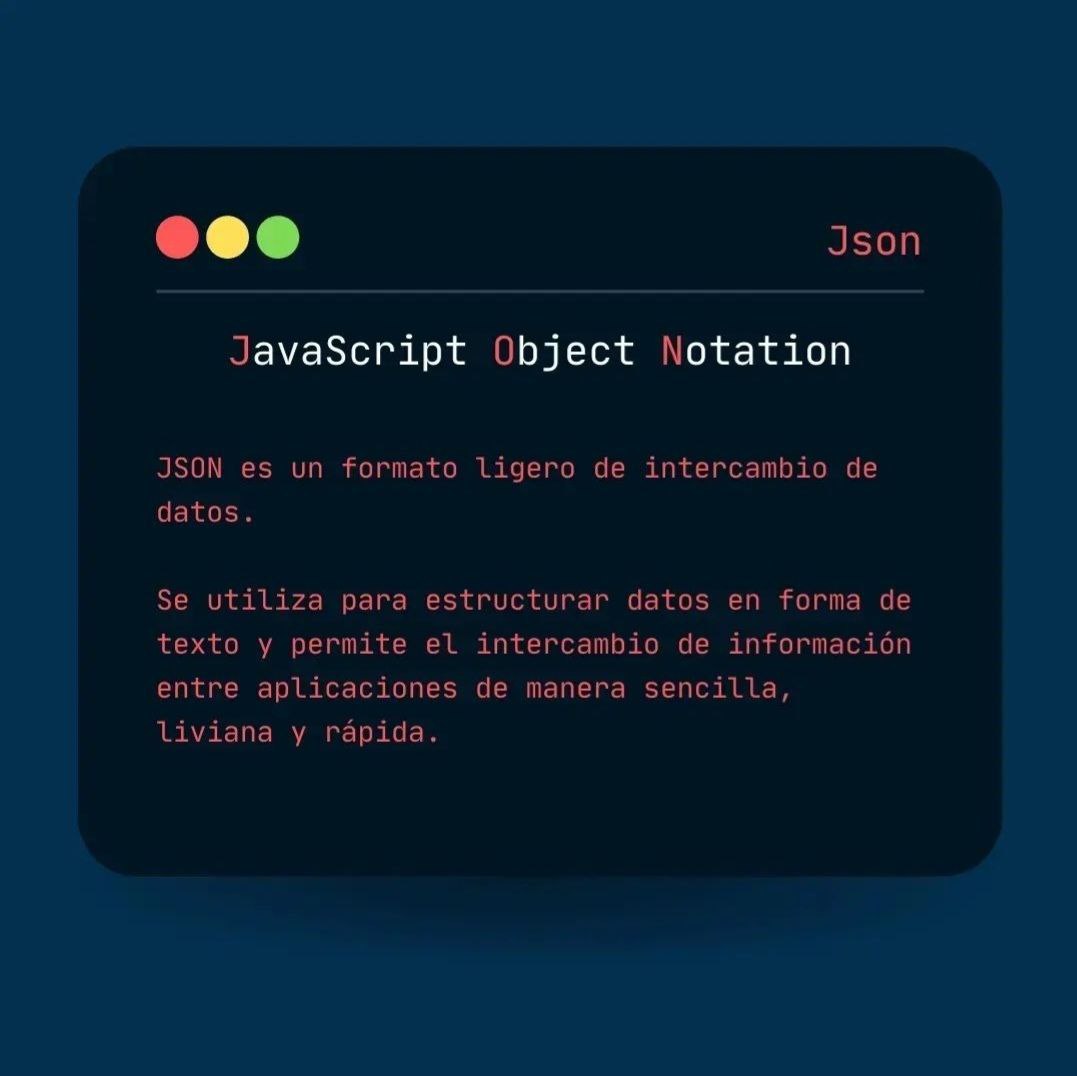 Json
JavaScript Object Notation
JSON es un formato ligero de intercambio de
datos.
Se utiliza para estructurar datos en forma de
texto y permite el intercambio de información
entre aplicaciones de manera sencilla,
liviana y rápida.